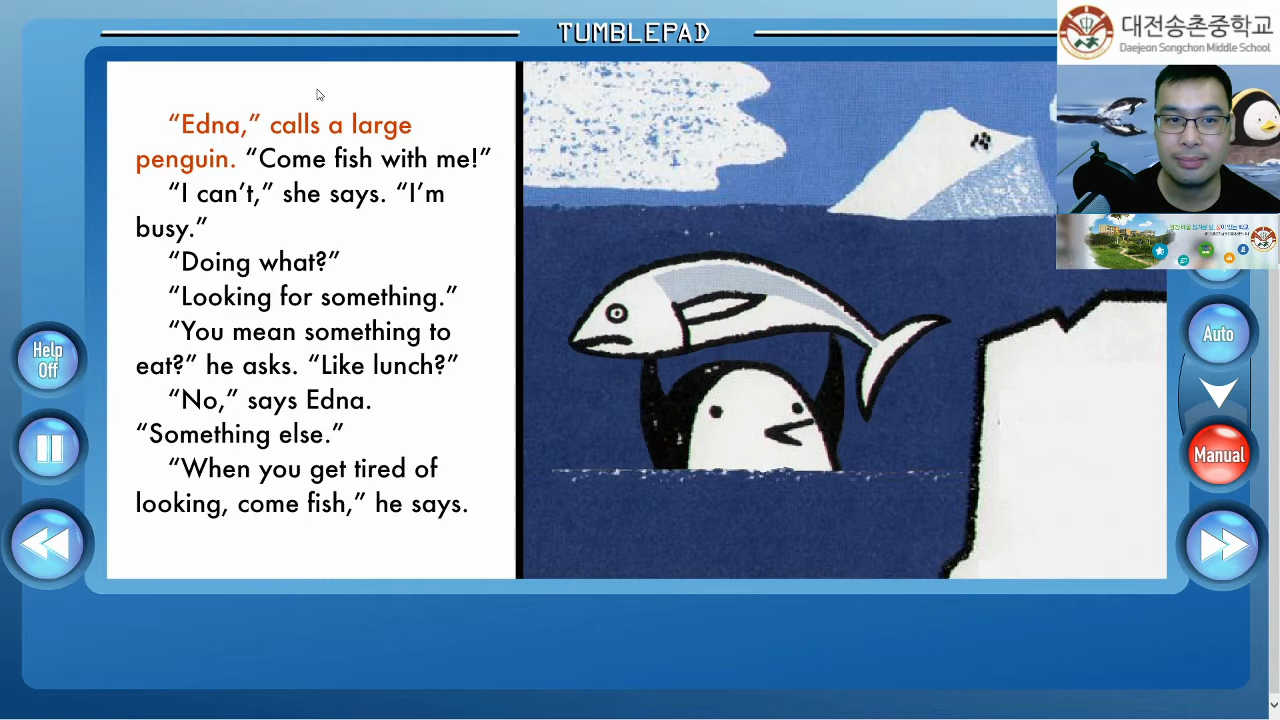 TUMBLEPAD
대전송촌중학교
Daejeon Songchon Middle School
“Edna,” calls a large
penguin. “Come fish with me!”
“I can’t,” she says. “I’m
busy.”
“Doing what?”
“Looking for something.”
“You mean something to
eat?” he asks. “Like lunch?”
“No,” says Edna.
“Something else.”
“When you get tired of
looking, come fish,” he says.
Help
Off
Auto
Manual